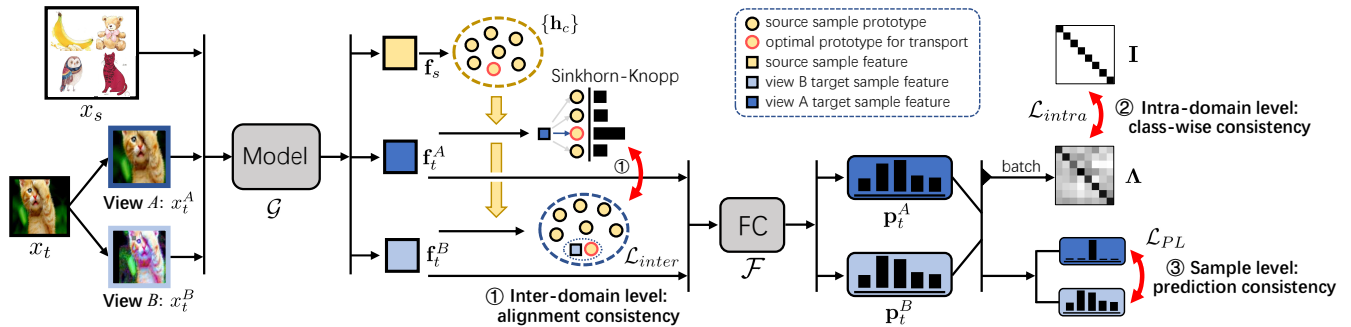 x_s
x_t
View A: x_t^A
View B: x_t^B
Model
𝒢
f_s
f_t^A
f_t^B
{h_c}
Sinkhorn-Knopp
①
ℒ_inter
① Inter-domain level:
alignment consistency
source sample prototype
optimal prototype for transport
source sample feature
view B target sample feature
view A target sample feature
FC
ℱ
p_t^A
p_t^B
batch
I
Λ
ℒ_intra
② Intra-domain level:
class-wise consistency
ℒ_PL
③ Sample level:
prediction consistency